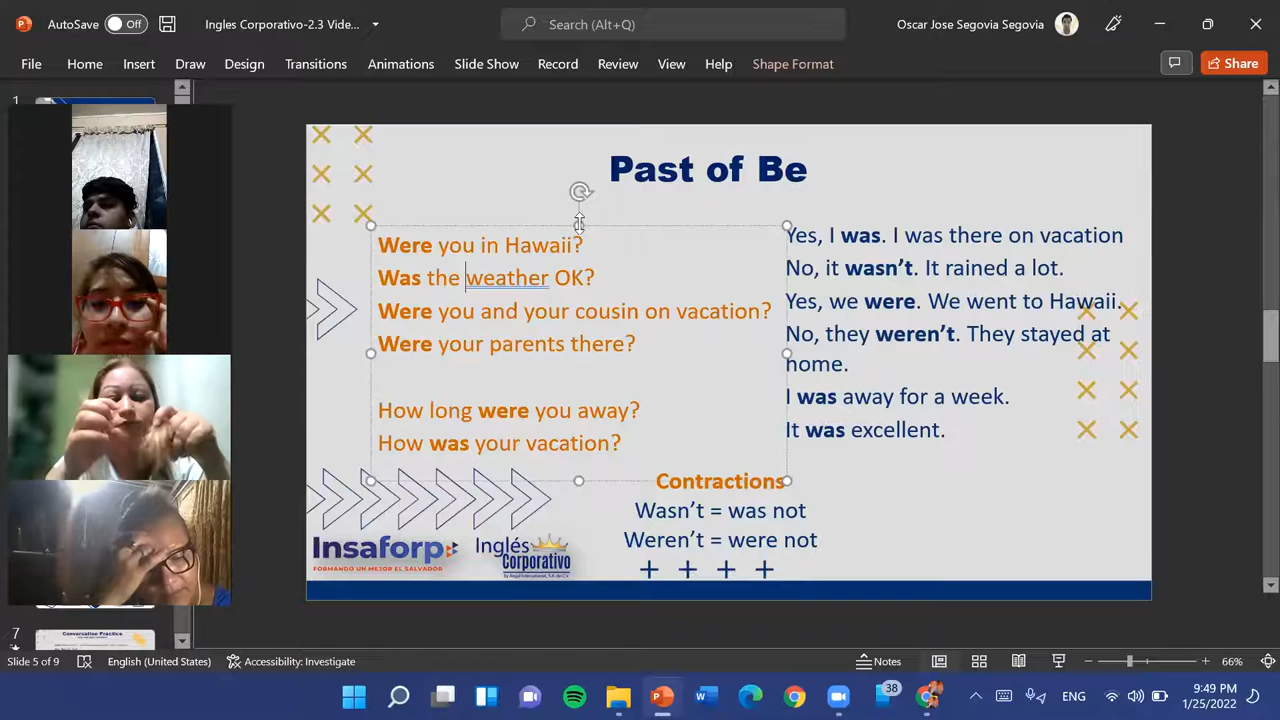 AutoSave Off Ingles Corporativo-2.3 Vide... Search (Alt+Q) Oscar Jose Segovia Segovia
File Home Insert Draw Design Transitions Animations Slide Show Record Review View Help Shape Format Share
1
Past of Be
Were you in Hawaii?
Was the weather OK?
Were you and your cousin on vacation?
Were your parents there?
How long were you away?
How was your vacation?
Yes, I was. I was there on vacation
No, it wasn't. It rained a lot.
Yes, we were. We went to Hawaii.
No, they weren't. They stayed at
home.
I was away for a week.
It was excellent.
Contractions
Wasn't = was not
Weren't = were not
Insaforp
FORMANDO UN MEJOR EL SALVADOR
Inglés
Corporativo
7
Conversation Practice
Slide 5 of 9 English (United States) Accessibility: Investigate Notes 66%
38 ENG 9:49 PM
1/25/2022